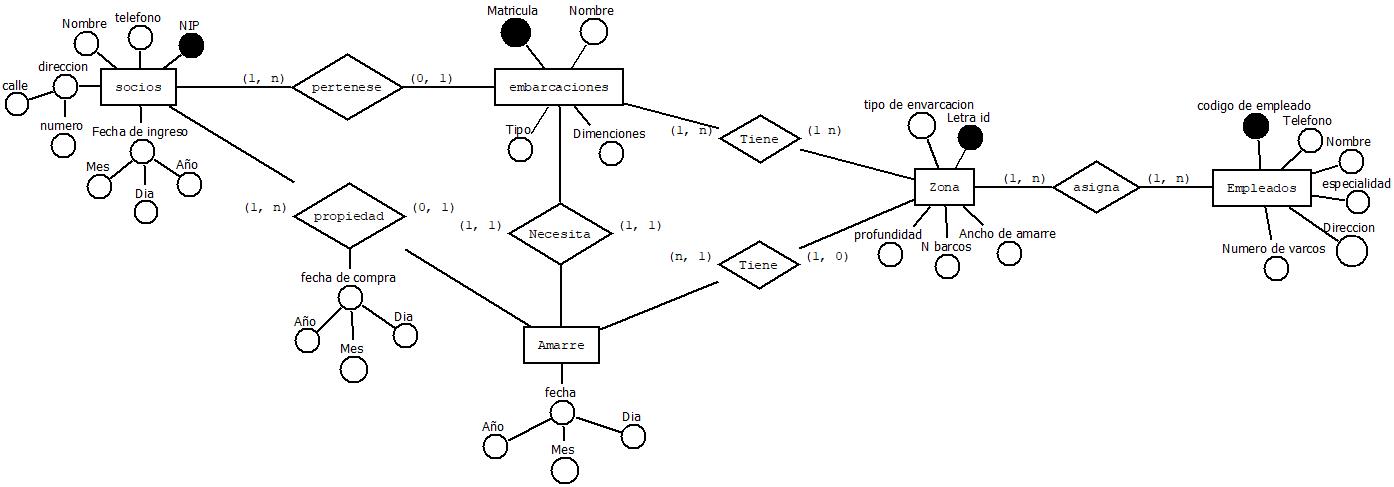 Matricula
Nombre
Nombre
telefono
NIP
direccion
calle
numero
socios
(1, n)
pertenese
(0, 1)
embarcaciones
Fecha de ingreso
Mes
Dia
Año
Tipo
Dimenciones
(1, n)
Tiene
(1 n)
tipo de envarcacion
Letra id
Zona
(1, n)
asigna
(1, n)
codigo de empleado
Telefono
Nombre
especialidad
Direccion
Empleados
Numero de varcos
profundidad
N barcos
Ancho de amarre
(1, n)
propiedad
(0, 1)
(1, 1)
Necesita
(1, 1)
(n, 1)
Tiene
(1, 0)
fecha de compra
Año
Mes
Dia
Amarre
fecha
Año
Mes
Dia